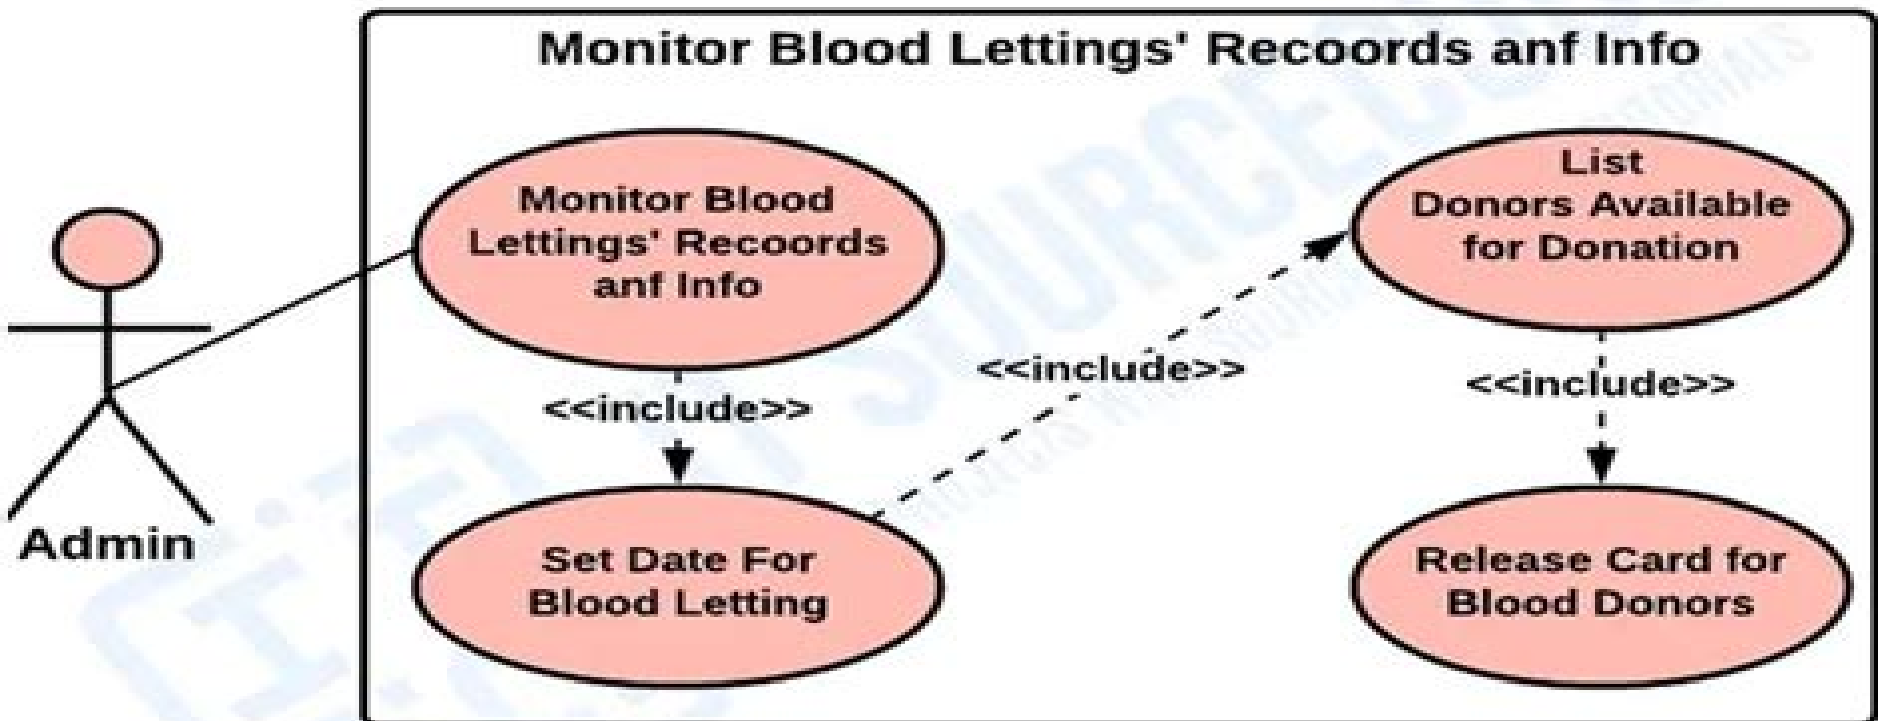 Monitor Blood Lettings' Recoords anf Info
Monitor Blood
Lettings' Recoords
anf Info
List
Donors Available
for Donation
<<include>>
<<include>>
<<include>>
Admin
Set Date For
Blood Letting
Release Card for
Blood Donors